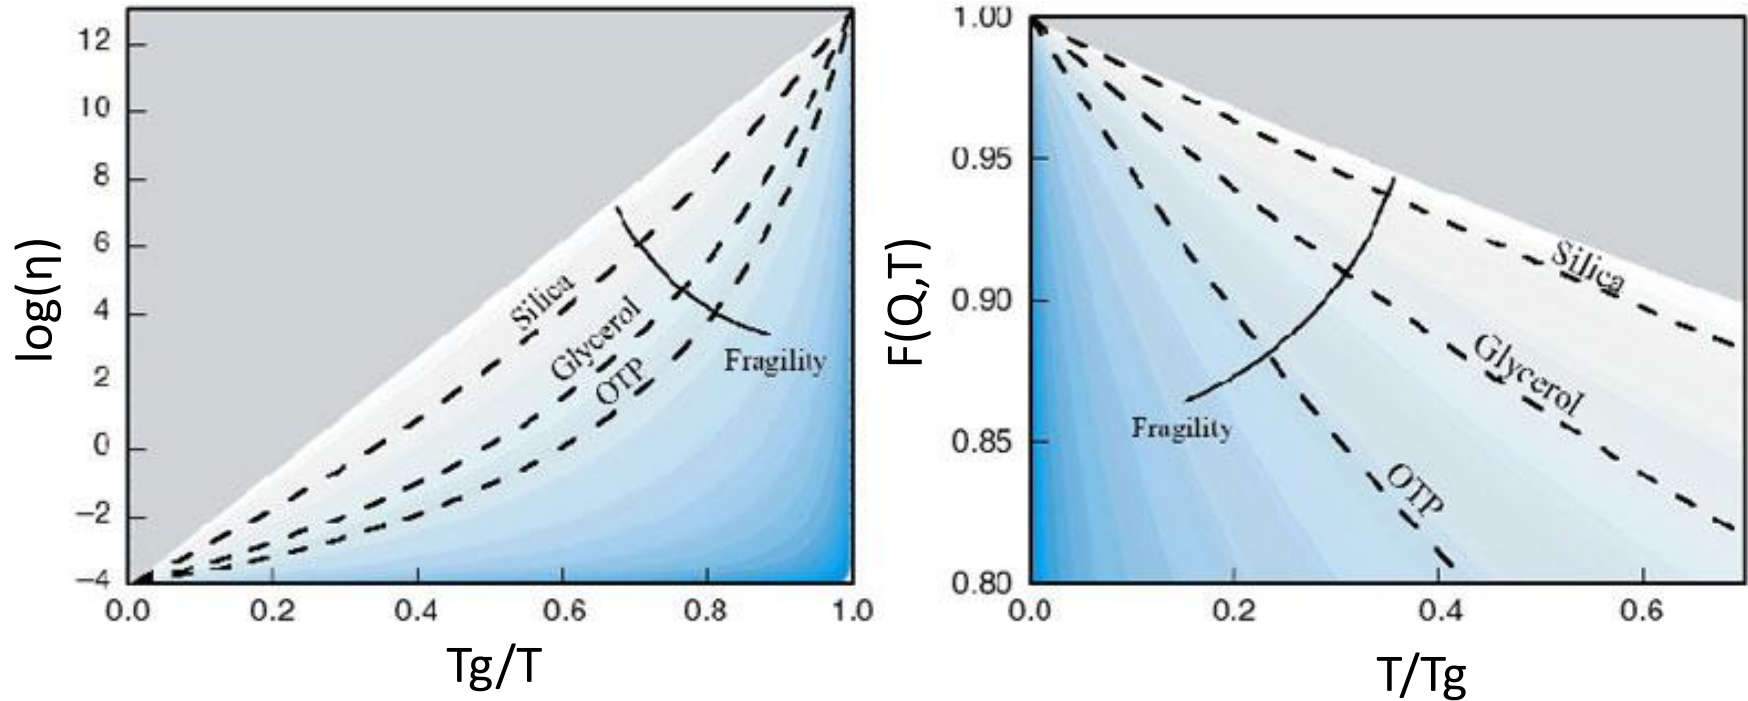 log(η)
12
10
8
6
4
2
0
−2
−4
0.0 0.2 0.4 0.6 0.8 1.0
Tg/T
Silica
Glycerol
OTP
Fragility
F(Q,T)
1.00
0.95
0.90
0.85
0.80
0.0 0.2 0.4 0.6
T/Tg
Silica
Glycerol
OTP
Fragility